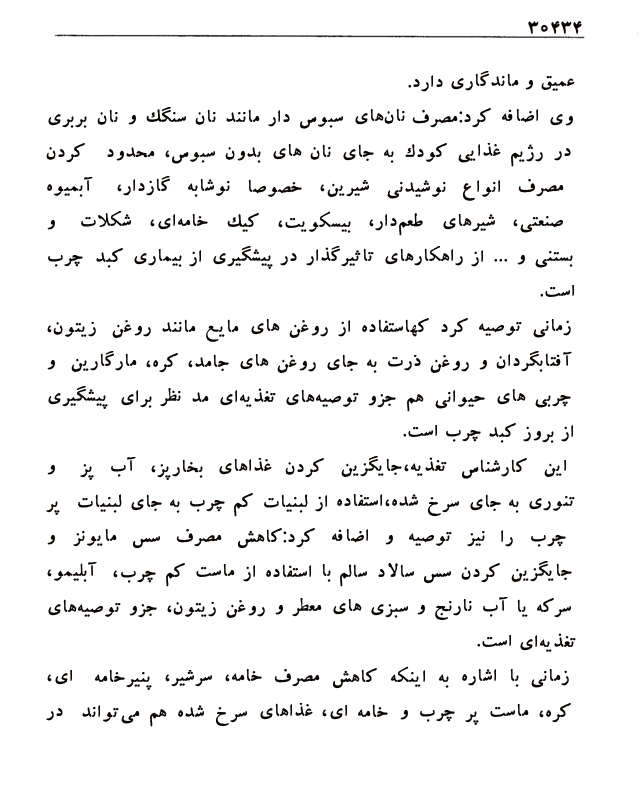 ۳۰۴۳۴
عمیق و ماندگاری دارد.
وی اضافه کرد:مصرف نان‌های سبوس دار مانند نان سنگك و نان بربری
در رژیم غذایی کودك به جای نان های بدون سبوس، محدود کردن
مصرف انواع نوشیدنی شیرین، خصوصا نوشابه گازدار، آبمیوه
صنعتی، شیرهای طعم‌دار، بیسکویت، کیك خامه‌ای، شکلات و
بستنی و ... از راهکارهای تاثیرگذار در پیشگیری از بیماری کبد چرب
است.
زمانی توصیه کرد کهاستفاده از روغن های مایع مانند روغن زیتون،
آفتابگردان و روغن ذرت به جای روغن های جامد، کره، مارگارین و
چربی های حیوانی هم جزو توصیه‌های تغذیه‌ای مد نظر برای پیشگیری
از بروز کبد چرب است.
این کارشناس تغذیه،جایگزین کردن غذاهای بخارپز، آب پز و
تنوری به جای سرخ شده،استفاده از لبنیات کم چرب به جای لبنیات پر
چرب را نیز توصیه و اضافه کرد:کاهش مصرف سس مایونز و
جایگزین کردن سس سالاد سالم با استفاده از ماست کم چرب، آبلیمو،
سرکه یا آب نارنج و سبزی های معطر و روغن زیتون، جزو توصیه‌های
تغذیه‌ای است.
زمانی با اشاره به اینکه کاهش مصرف خامه، سرشیر، پنیرخامه ای،
کره، ماست پر چرب و خامه ای، غذاهای سرخ شده هم می‌تواند در